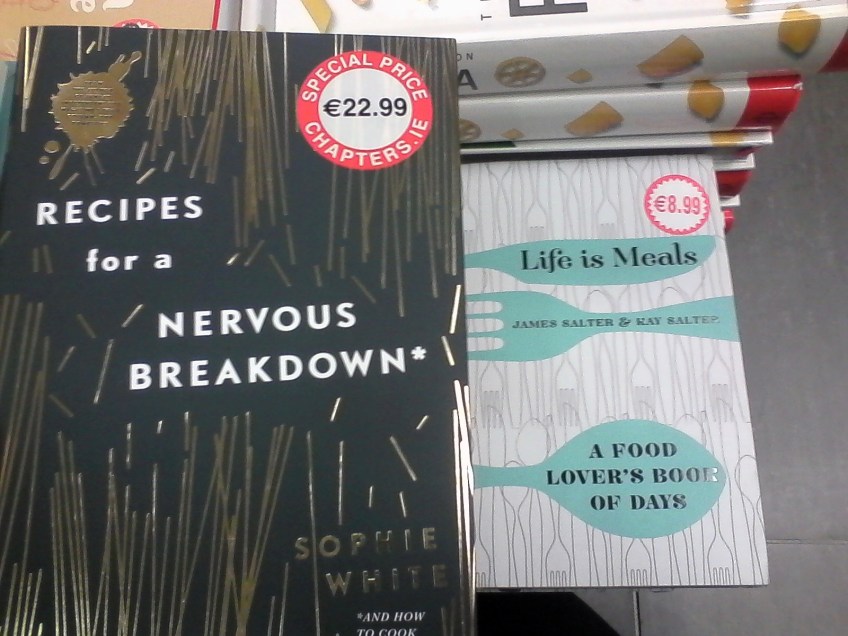 SPECIAL PRICE
€22.99
CHAPTERS.IE
RECIPES
for a
NERVOUS
BREAKDOWN*
SOPHIE
WHITE
*AND HOW
TO COOK
€8.99
Life is Meals
JAMES SALTER & KAY SALTER
A FOOD
LOVER'S BOOK
OF DAYS